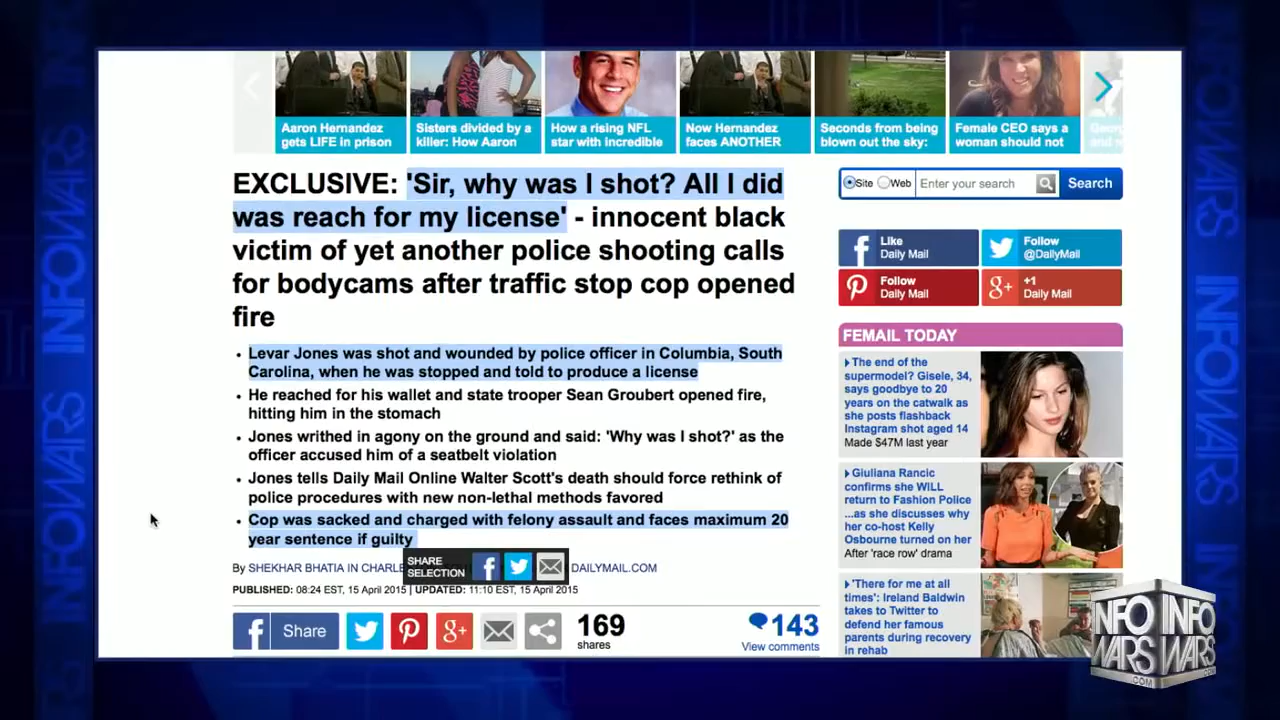 INFOWARS
Aaron Hernandez
gets LIFE in prison
Sisters divided by a
killer: How Aaron
How a rising NFL
star with incredible
Now Hernandez
faces ANOTHER
Seconds from being
blown out the sky:
Female CEO says a
woman should not
EXCLUSIVE: 'Sir, why was I shot? All I did
was reach for my license' - innocent black
victim of yet another police shooting calls
for bodycams after traffic stop cop opened
fire
• Levar Jones was shot and wounded by police officer in Columbia, South
Carolina, when he was stopped and told to produce a license
• He reached for his wallet and state trooper Sean Groubert opened fire,
hitting him in the stomach
• Jones writhed in agony on the ground and said: 'Why was I shot?' as the
officer accused him of a seatbelt violation
• Jones tells Daily Mail Online Walter Scott's death should force rethink of
police procedures with new non-lethal methods favored
• Cop was sacked and charged with felony assault and faces maximum 20
year sentence if guilty
SHARE
SELECTION
By SHEKHAR BHATIA IN CHARLE DAILYMAIL.COM
PUBLISHED: 08:24 EST, 15 April 2015 | UPDATED: 11:10 EST, 15 April 2015
Share
169
shares
143
View comments
Site Web Enter your search Search
Like
Daily Mail
Follow
@DailyMail
Follow
Daily Mail
+1
Daily Mail
FEMAIL TODAY
The end of the
supermodel? Gisele, 34,
says goodbye to 20
years on the catwalk as
she posts flashback
Instagram shot aged 14
Made $47M last year
Giuliana Rancic
confirms she WILL
return to Fashion Police
...as she discusses why
her co-host Kelly
Osbourne turned on her
After 'race row' drama
'There for me at all
times': Ireland Baldwin
takes to Twitter to
defend her famous
parents during recovery
in rehab
INFOWARS
INFO INFO
WARS WARS
.COM